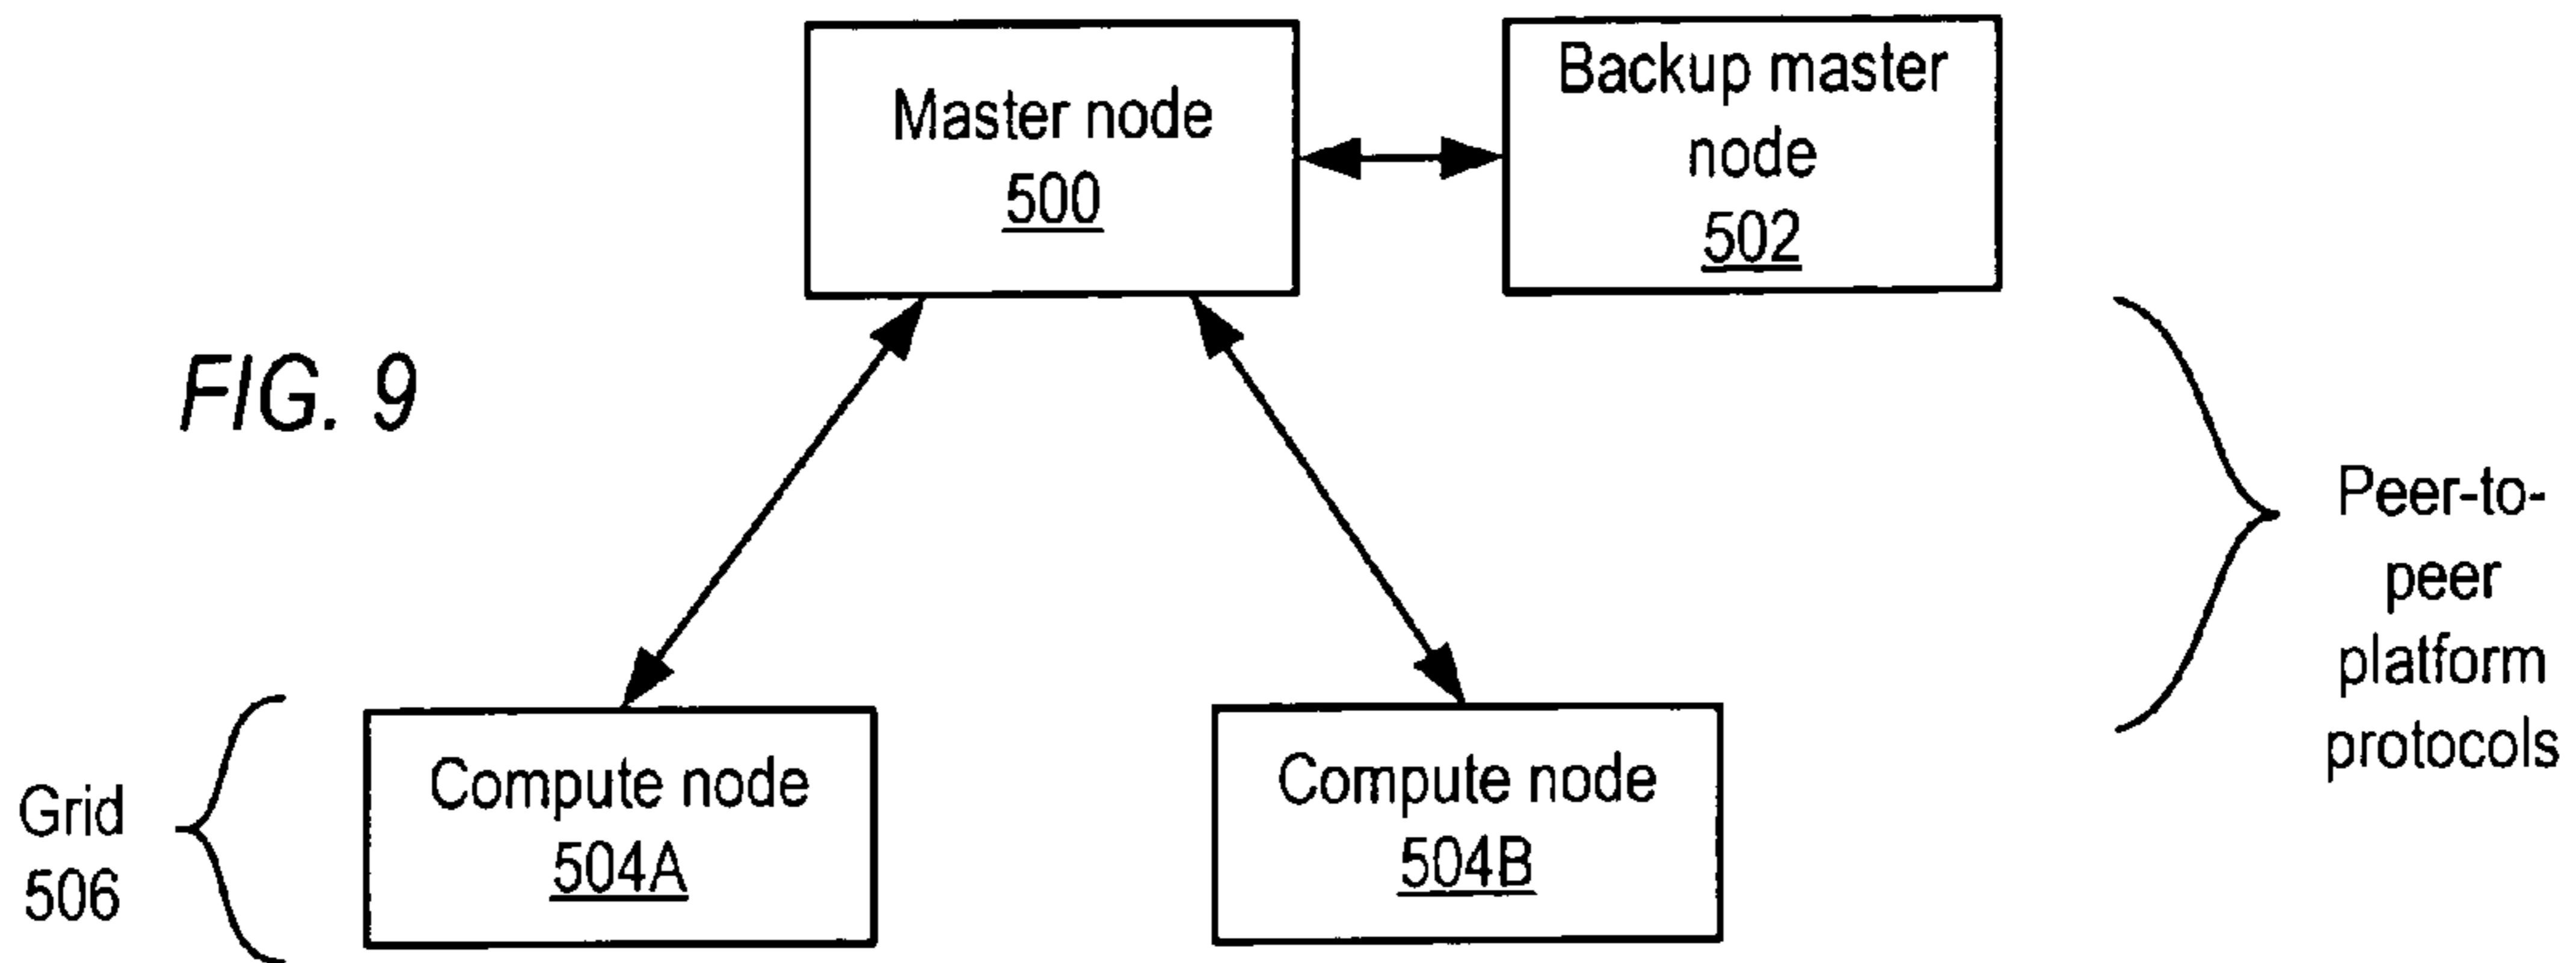 Master node
500
Backup master
node
502
FIG. 9
Peer-to-
peer
platform
protocols
Grid
506
Compute node
504A
Compute node
504B